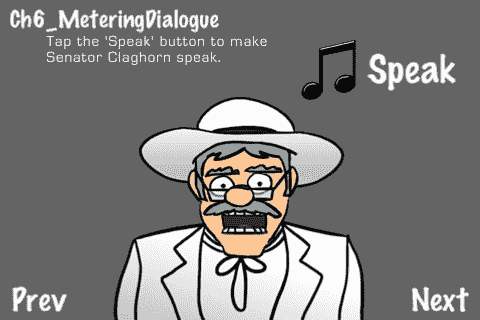 Ch6_MeteringDialogue
Tap the 'Speak' button to make
Senator Claghorn speak.
Speak
Prev
Next